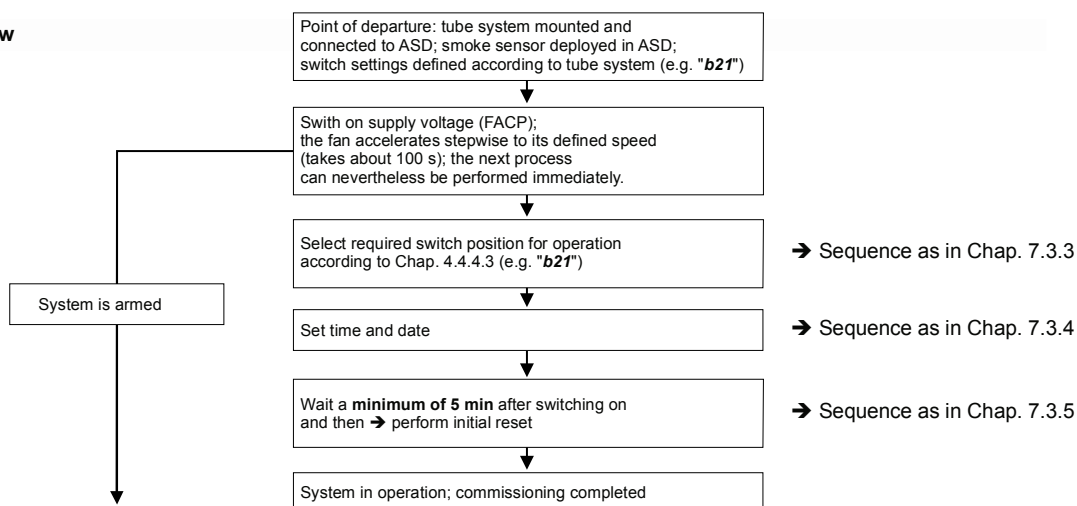 w
Point of departure: tube system mounted and
connected to ASD; smoke sensor deployed in ASD;
switch settings defined according to tube system (e.g. "b21")
Swith on supply voltage (FACP);
the fan accelerates stepwise to its defined speed
(takes about 100 s); the next process
can nevertheless be performed immediately.
Select required switch position for operation
according to Chap. 4.4.4.3 (e.g. "b21")
➔ Sequence as in Chap. 7.3.3
System is armed
Set time and date
➔ Sequence as in Chap. 7.3.4
Wait a minimum of 5 min after switching on
and then ➔ perform initial reset
➔ Sequence as in Chap. 7.3.5
System in operation; commissioning completed